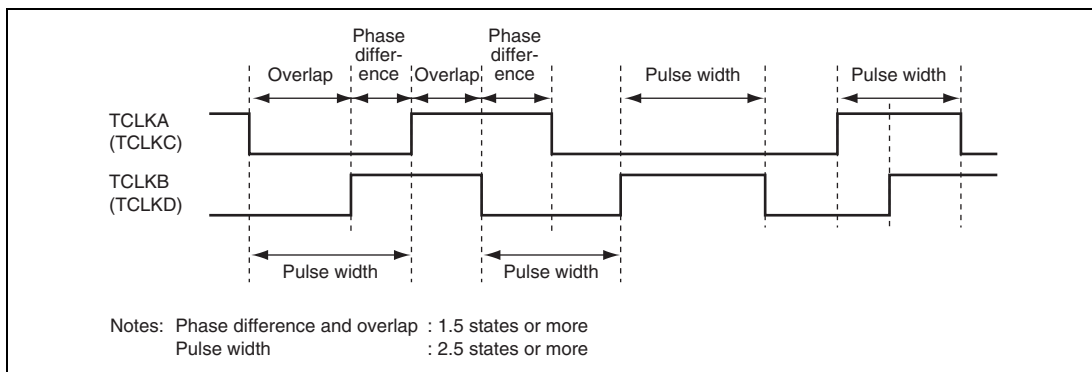 Phase
differ-
ence
Phase
differ-
ence
Overlap
Overlap
Pulse width
Pulse width
TCLKA
(TCLKC)
TCLKB
(TCLKD)
Pulse width
Pulse width
Notes: Phase difference and overlap : 1.5 states or more
Pulse width : 2.5 states or more